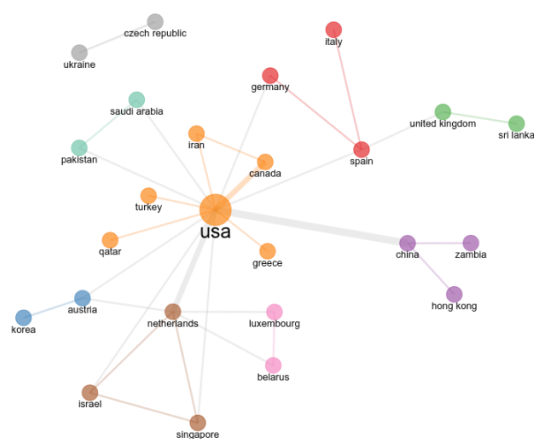 czech republic
italy
ukraine
germany
saudi arabia
united kingdom
sri lanka
iran
pakistan
canada
spain
turkey
usa
qatar
greece
china
zambia
hong kong
austria
korea
netherlands
luxembourg
belarus
israel
singapore